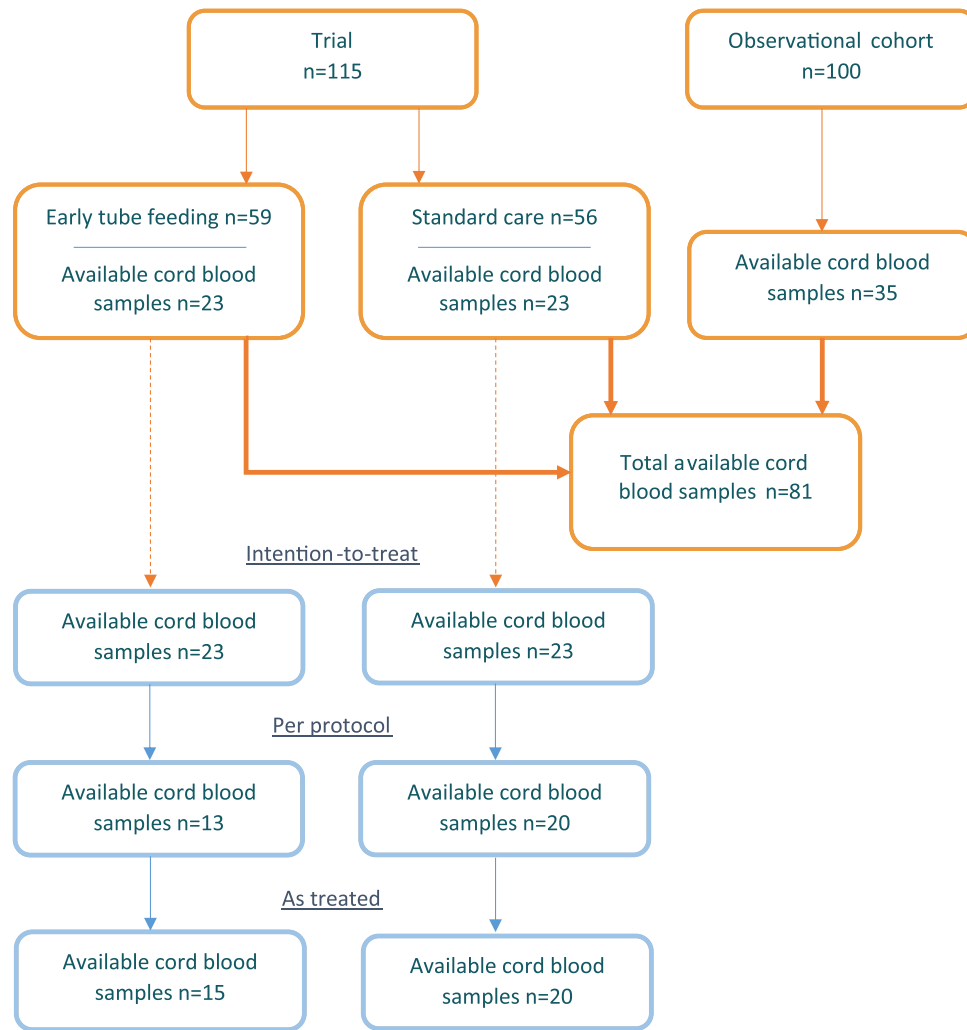 Trial
n=115
Observational cohort
n=100
Early tube feeding n=59
Available cord blood
samples n=23
Standard care n=56
Available cord blood
samples n=23
Available cord blood
samples n=35
Total available cord
blood samples n=81
Intention-to-treat
Available cord blood
samples n=23
Available cord blood
samples n=23
Per protocol
Available cord blood
samples n=13
Available cord blood
samples n=20
As treated
Available cord blood
samples n=15
Available cord blood
samples n=20